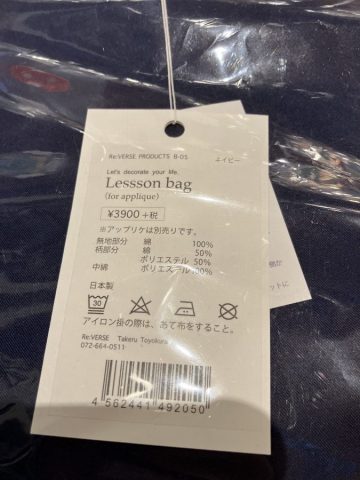 Re:VERSE PRODUCTS B-05
ネイビー
Let's decorate your life.
Lessson bag
(for applique)
¥3900 +税
※アップリケは別売りです。
無地部分 綿 100%
柄部分 綿 50%
ポリエステル 50%
中綿 ポリエステル 100%
日本製
30
アイロン掛の際は、あて布をすること。
Re:VERSE Takeru Toyokura
072-664-0511
4 562441 492050
ットに